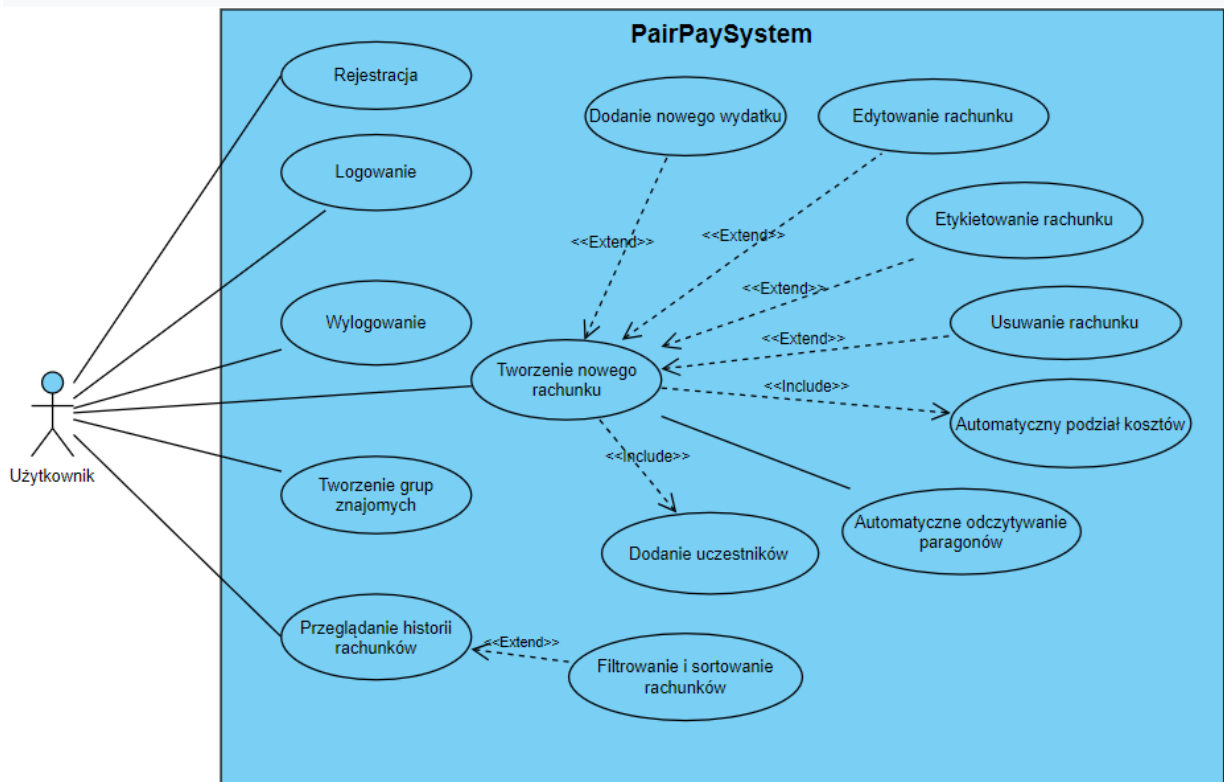 PairPaySystem
Rejestracja
Dodanie nowego wydatku
Edytowanie rachunku
Logowanie
Etykietowanie rachunku
<<Extend>>
<<Extend>>
<<Extend>>
Wylogowanie
Usuwanie rachunku
<<Extend>>
Tworzenie nowego
rachunku
<<Include>>
Automatyczny podział kosztów
Użytkownik
<<Include>>
Tworzenie grup
znajomych
Automatyczne odczytywanie
paragonów
Dodanie uczestników
Przeglądanie historii
rachunków
<<Extend>>
Filtrowanie i sortowanie
rachunków